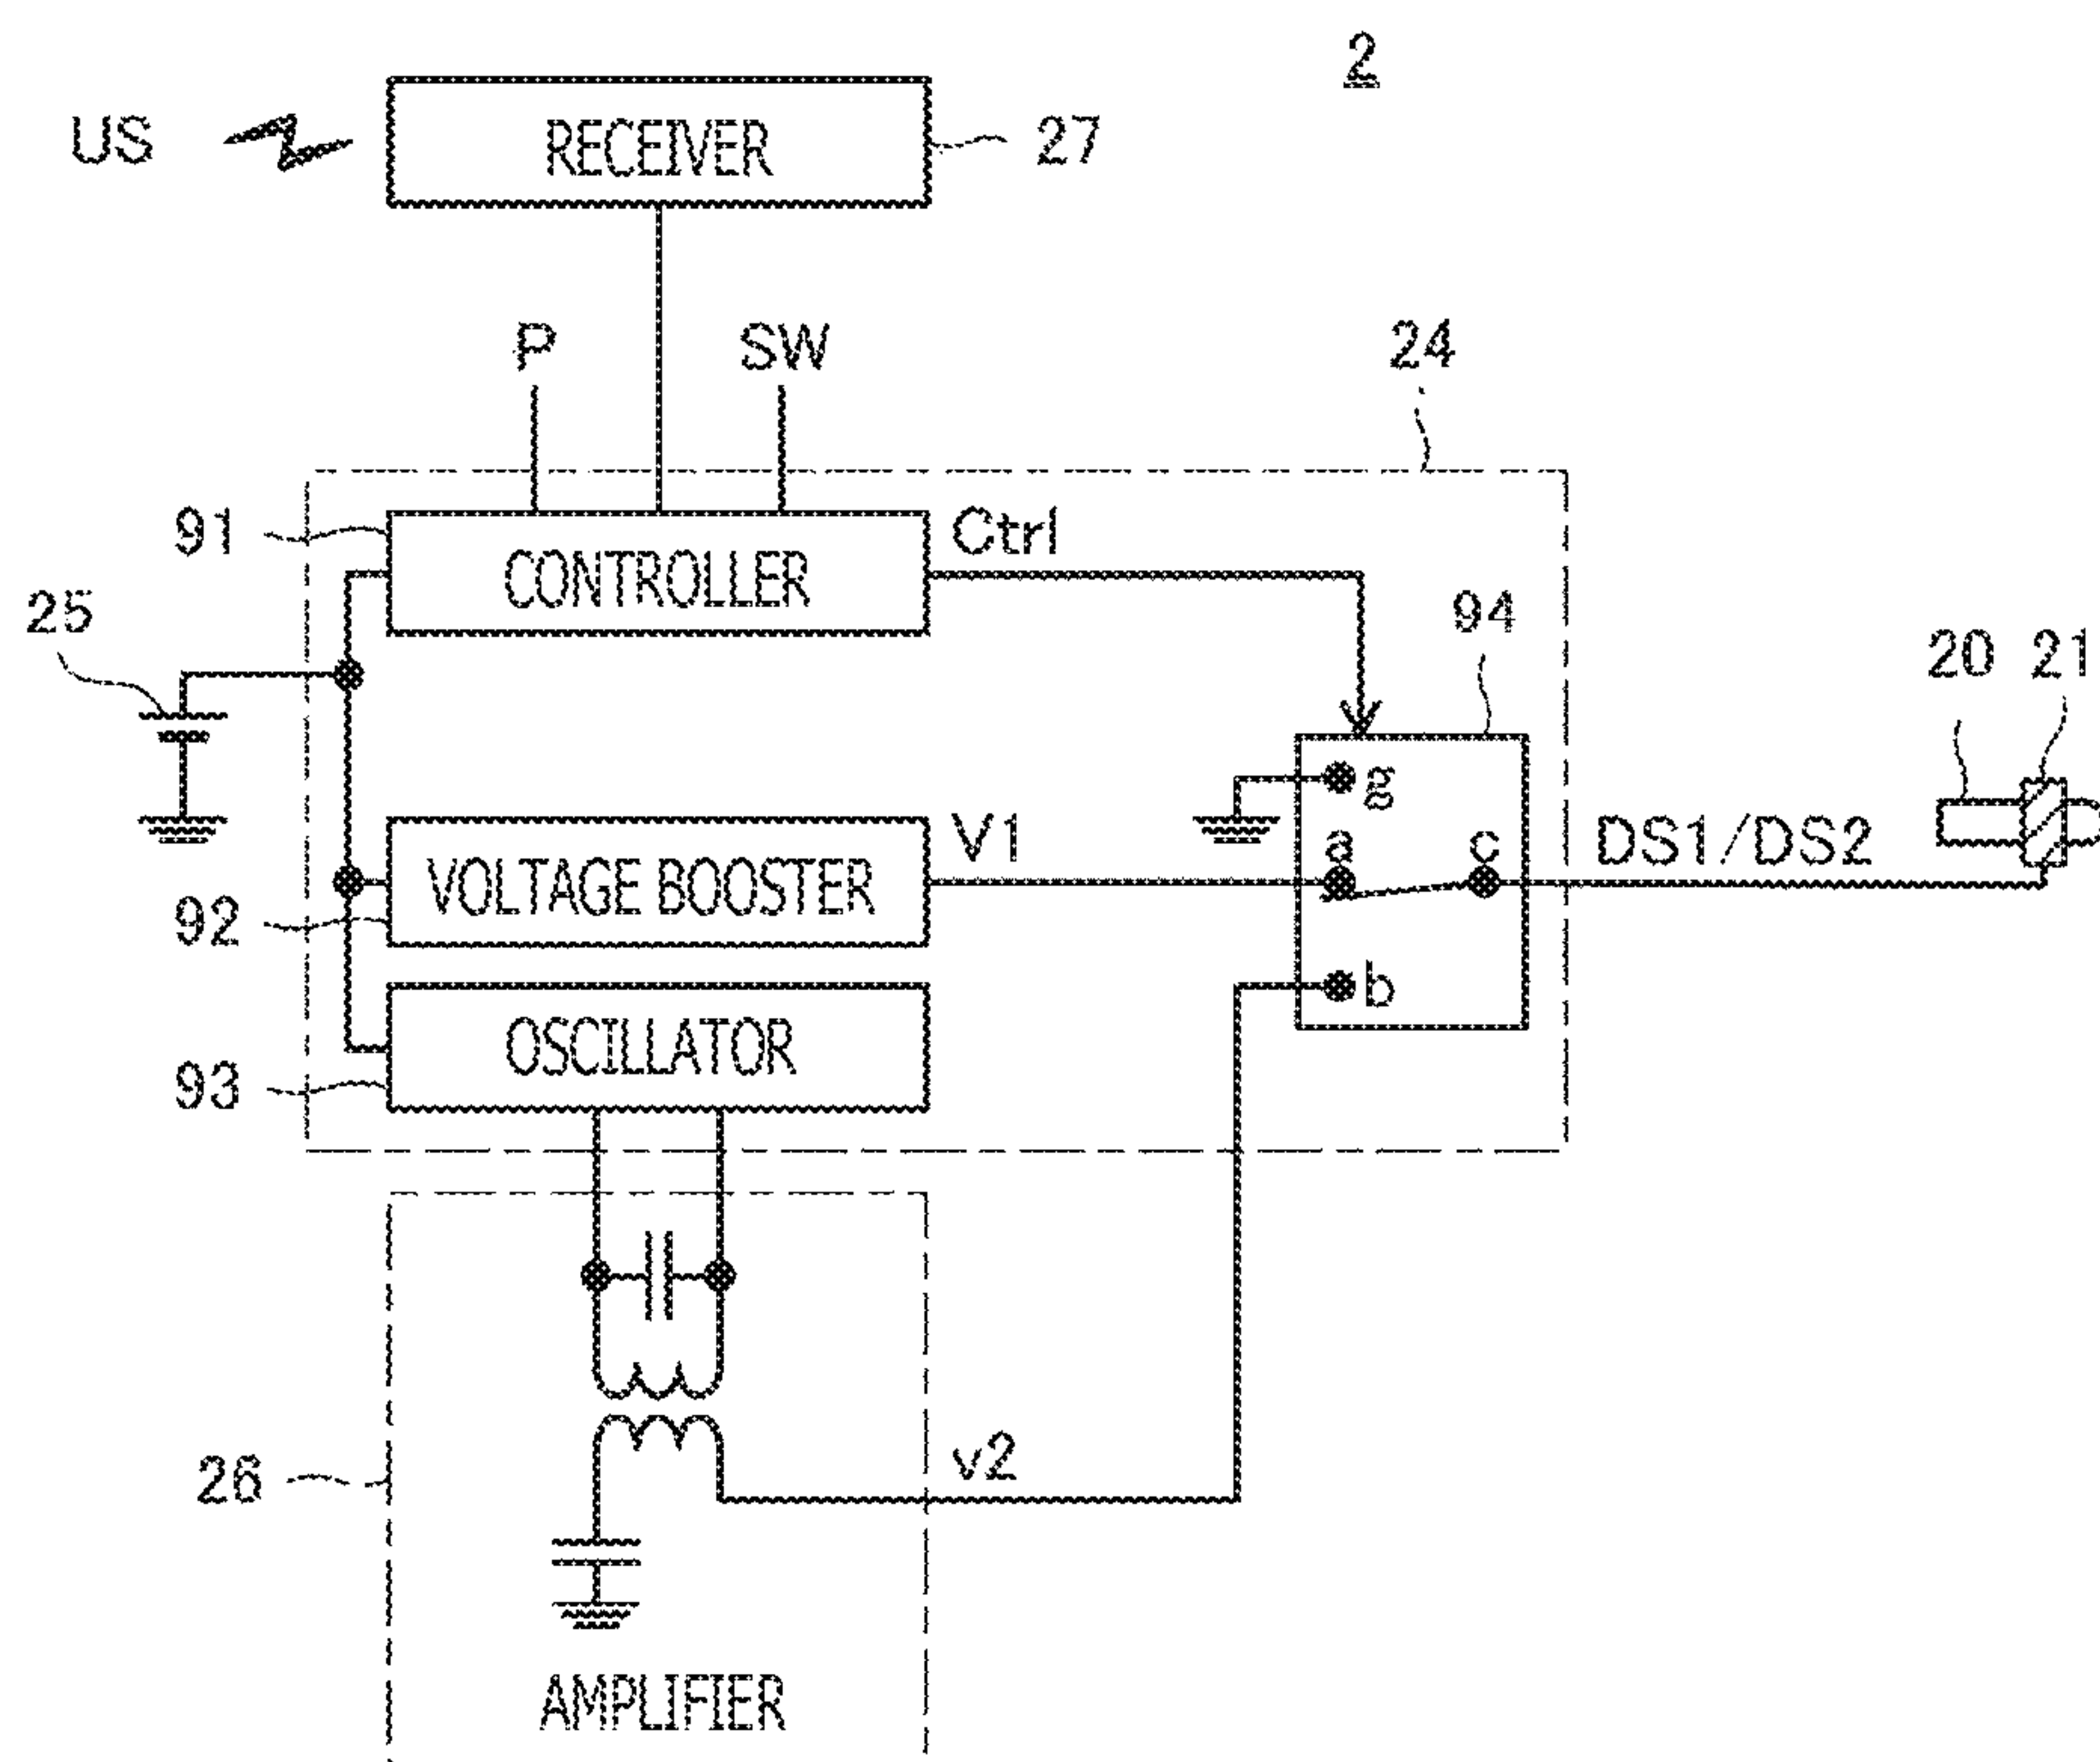 2
US
RECEIVER
27
P
SW
24
91
Ctrl
CONTROLLER
25
94
20 21
g
V1
a
c
DS1/DS2
VOLTAGE BOOSTER
92
b
OSCILLATOR
93
v2
26
AMPLIFIER